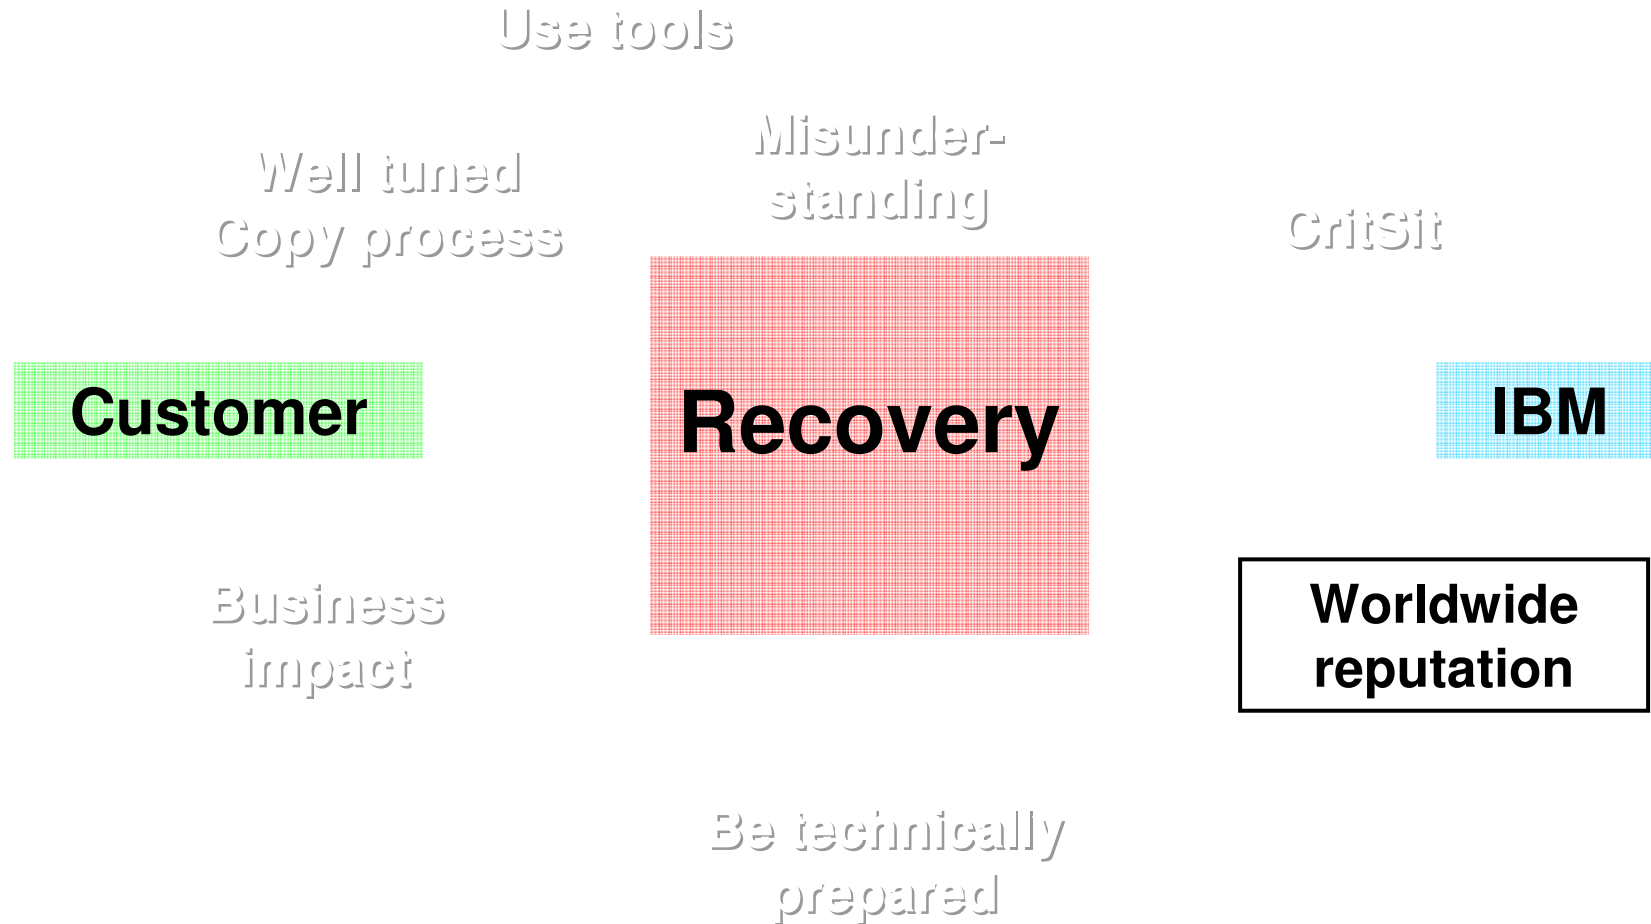 Use tools
Misunder-
standing
Well tuned
Copy process
CritSit
Customer
Recovery
IBM
Business
impact
Worldwide
reputation
Be technically
prepared